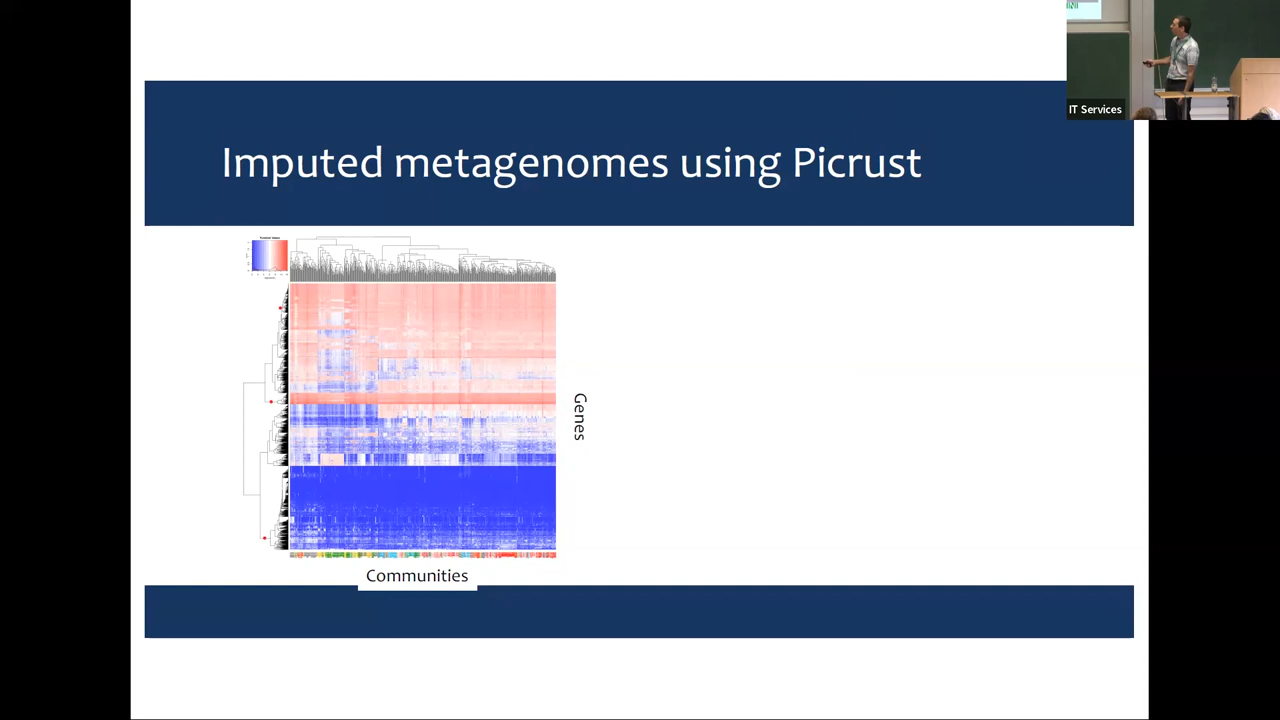 IT Services
Imputed metagenomes using Picrust
Genes
Communities